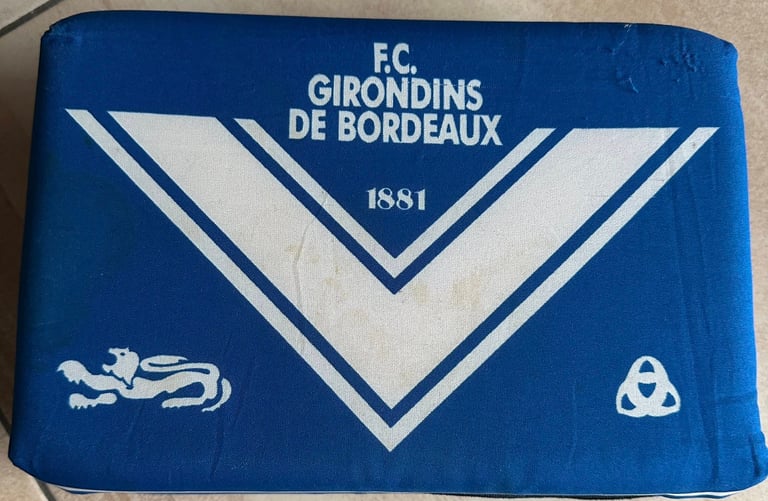 F.C.
GIRONDINS
DE BORDEAUX
1881